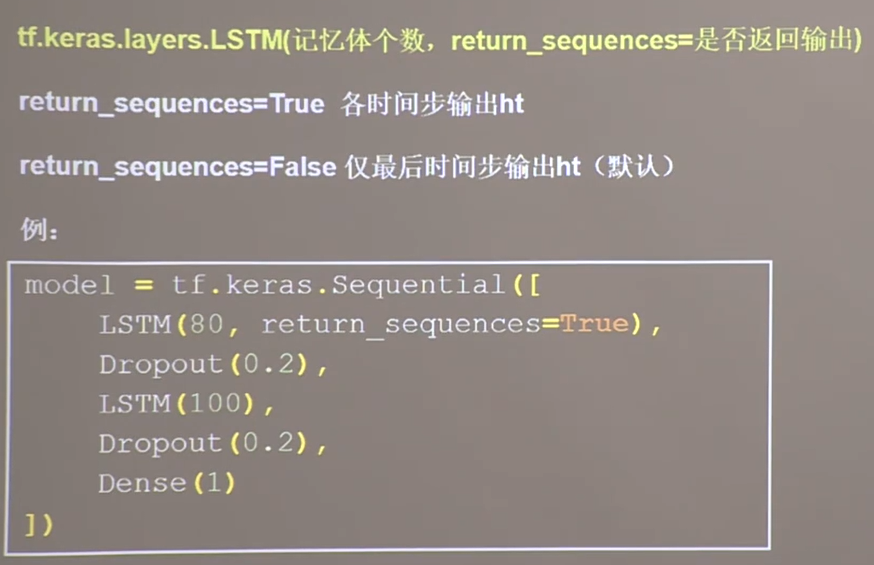 tf.keras.layers.LSTM(记忆体个数，return_sequences=是否返回输出)
return_sequences=True 各时间步输出ht
return_sequences=False 仅最后时间步输出ht（默认）
例：
model = tf.keras.Sequential([
    LSTM(80, return_sequences=True),
    Dropout(0.2),
    LSTM(100),
    Dropout(0.2),
    Dense(1)
])